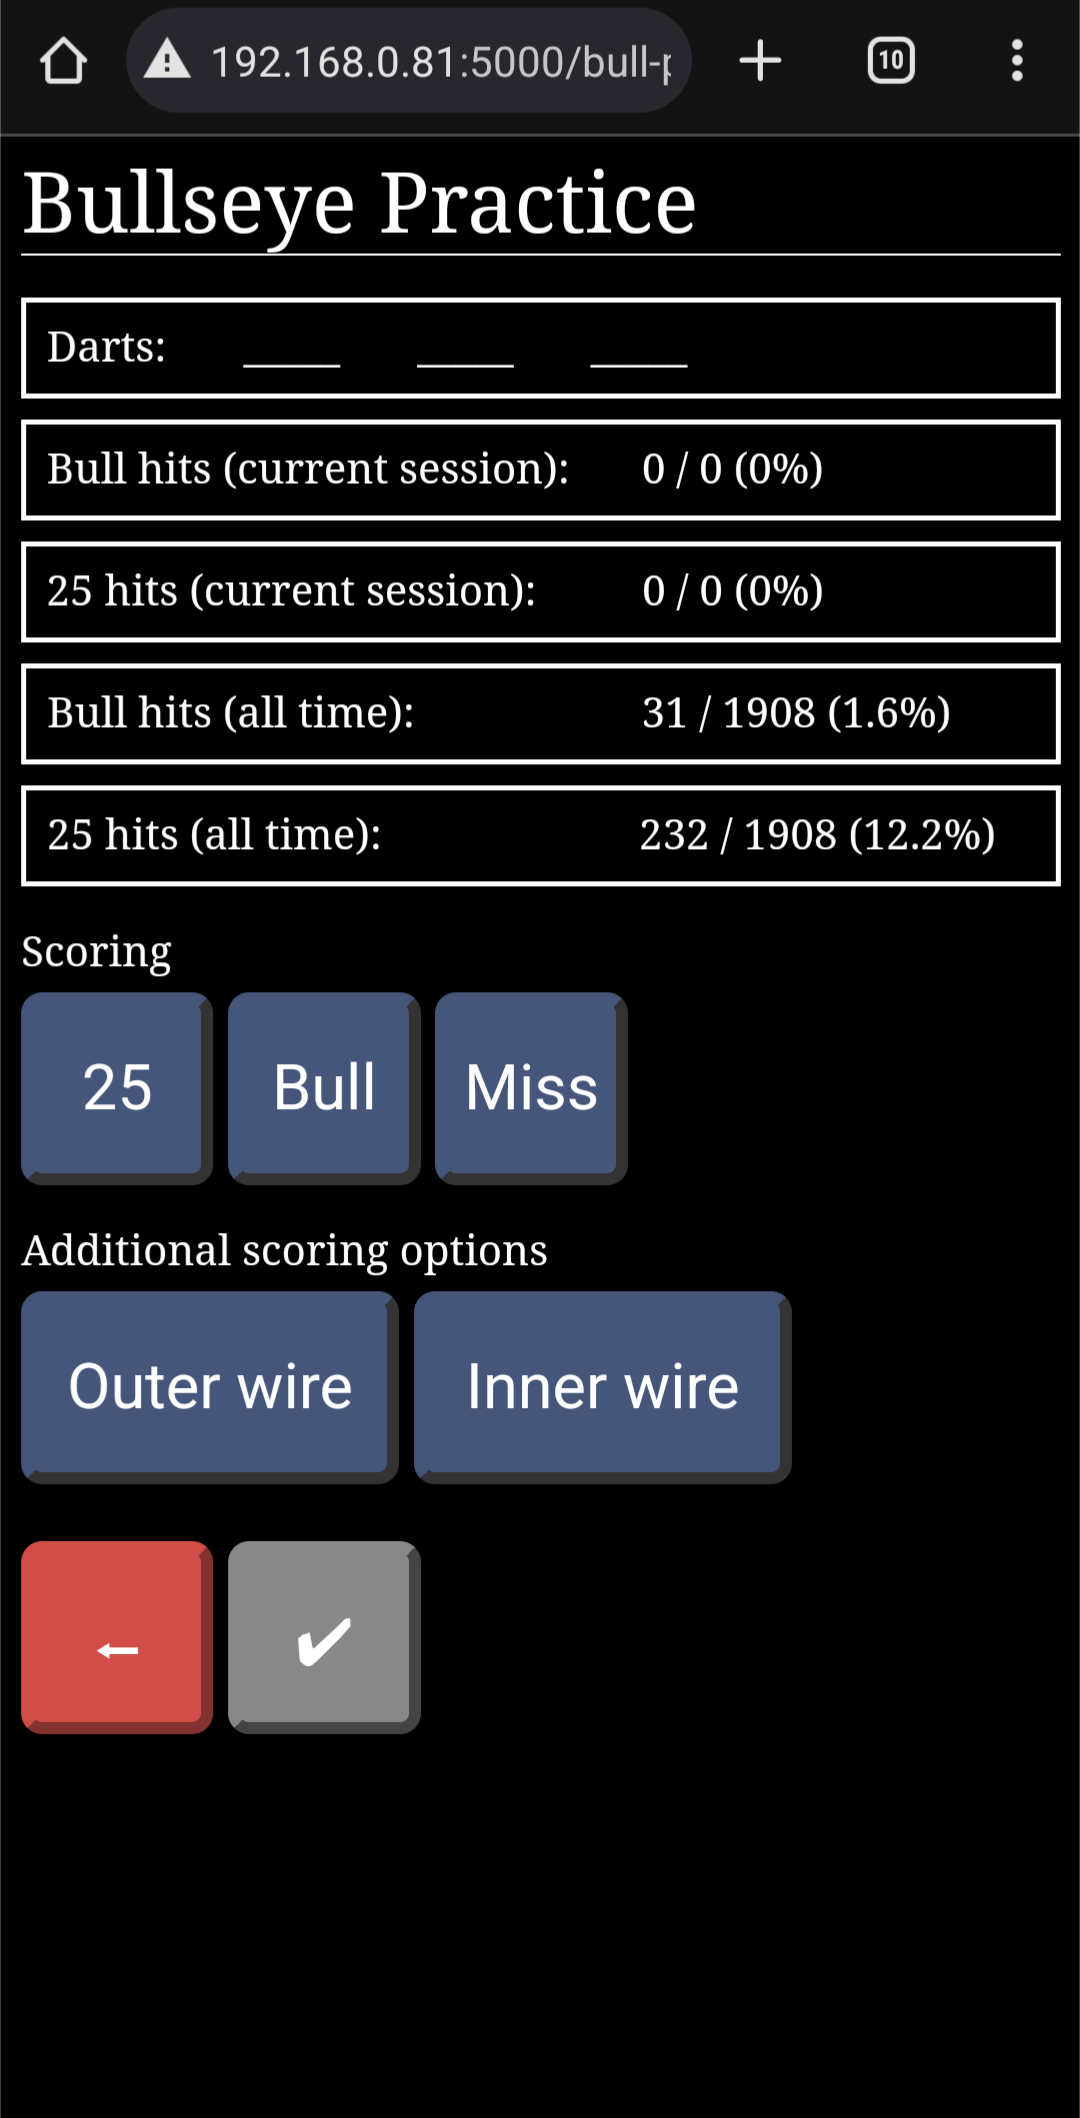 192.168.0.81:5000/bull-
10
Bullseye Practice
Darts: _____ _____ _____
Bull hits (current session): 0 / 0 (0%)
25 hits (current session): 0 / 0 (0%)
Bull hits (all time): 31 / 1908 (1.6%)
25 hits (all time): 232 / 1908 (12.2%)
Scoring
25 Bull Miss
Additional scoring options
Outer wire Inner wire
← ✔